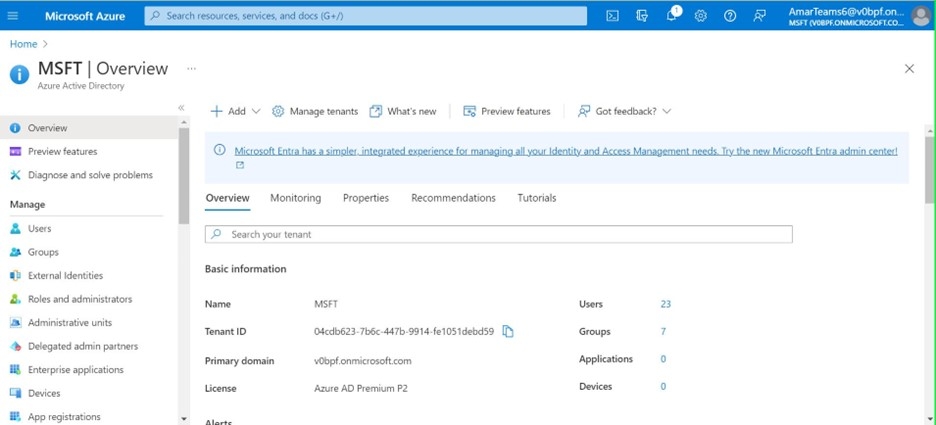 Microsoft Azure
Search resources, services, and docs (G+/)
1
AmarTeams6@v0bpf.on...
MSFT (V0BPF.ONMICROSOFT.CO...
Home
MSFT | Overview
...
Azure Active Directory
Add
Manage tenants
What's new
Preview features
Got feedback?
Overview
Preview features
Diagnose and solve problems
Manage
Users
Groups
External Identities
Roles and administrators
Administrative units
Delegated admin partners
Enterprise applications
Devices
App registrations
Microsoft Entra has a simpler, integrated experience for managing all your Identity and Access Management needs. Try the new Microsoft Entra admin center!
Overview Monitoring Properties Recommendations Tutorials
Search your tenant
Basic information
Name MSFT Users 23
Tenant ID 04cdb623-7b6c-447b-9914-fe1051debd59 Groups 7
Primary domain v0bpf.onmicrosoft.com Applications 0
License Azure AD Premium P2 Devices 0
Alerts